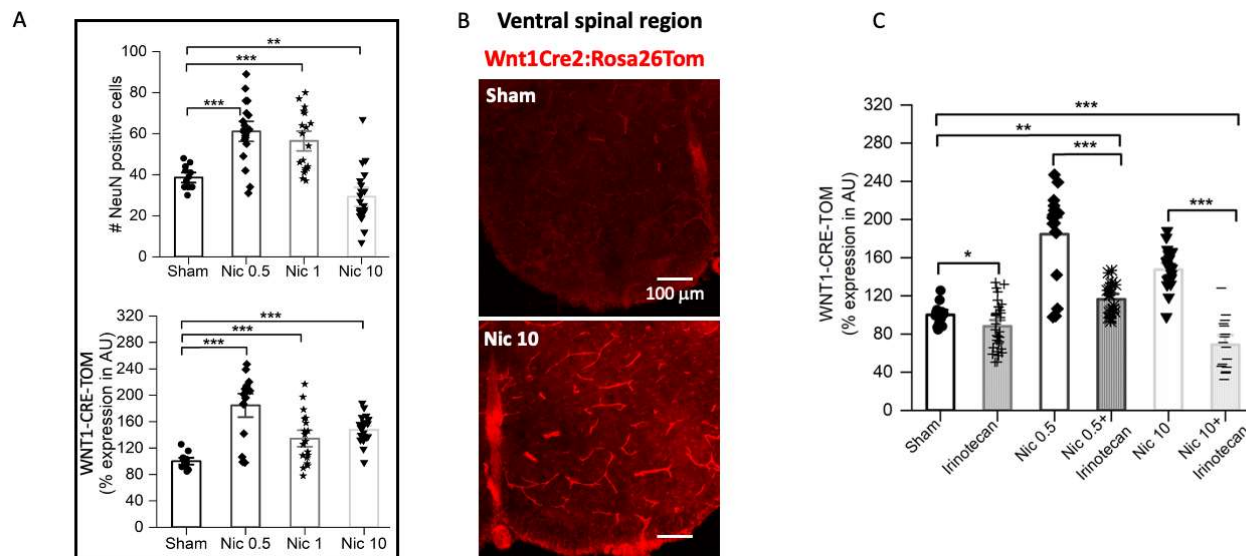 A
# NeuN positive cells
100
80
60
40
20
0
**
***
***
Sham Nic 0.5 Nic 1 Nic 10
WNT1-CRE-TOM
(% expression in AU)
320
280
240
200
160
120
80
40
0
***
***
***
Sham Nic 0.5 Nic 1 Nic 10
B
Ventral spinal region
Wnt1Cre2:Rosa26Tom
Sham
100 μm
Nic 10
C
WNT1-CRE-TOM
(% expression in AU)
320
280
240
200
160
120
80
40
0
***
**
***
***
*
Sham
Irinotecan
Nic 0.5
Nic 0.5+
Irinotecan
Nic 10
Nic 10+
Irinotecan